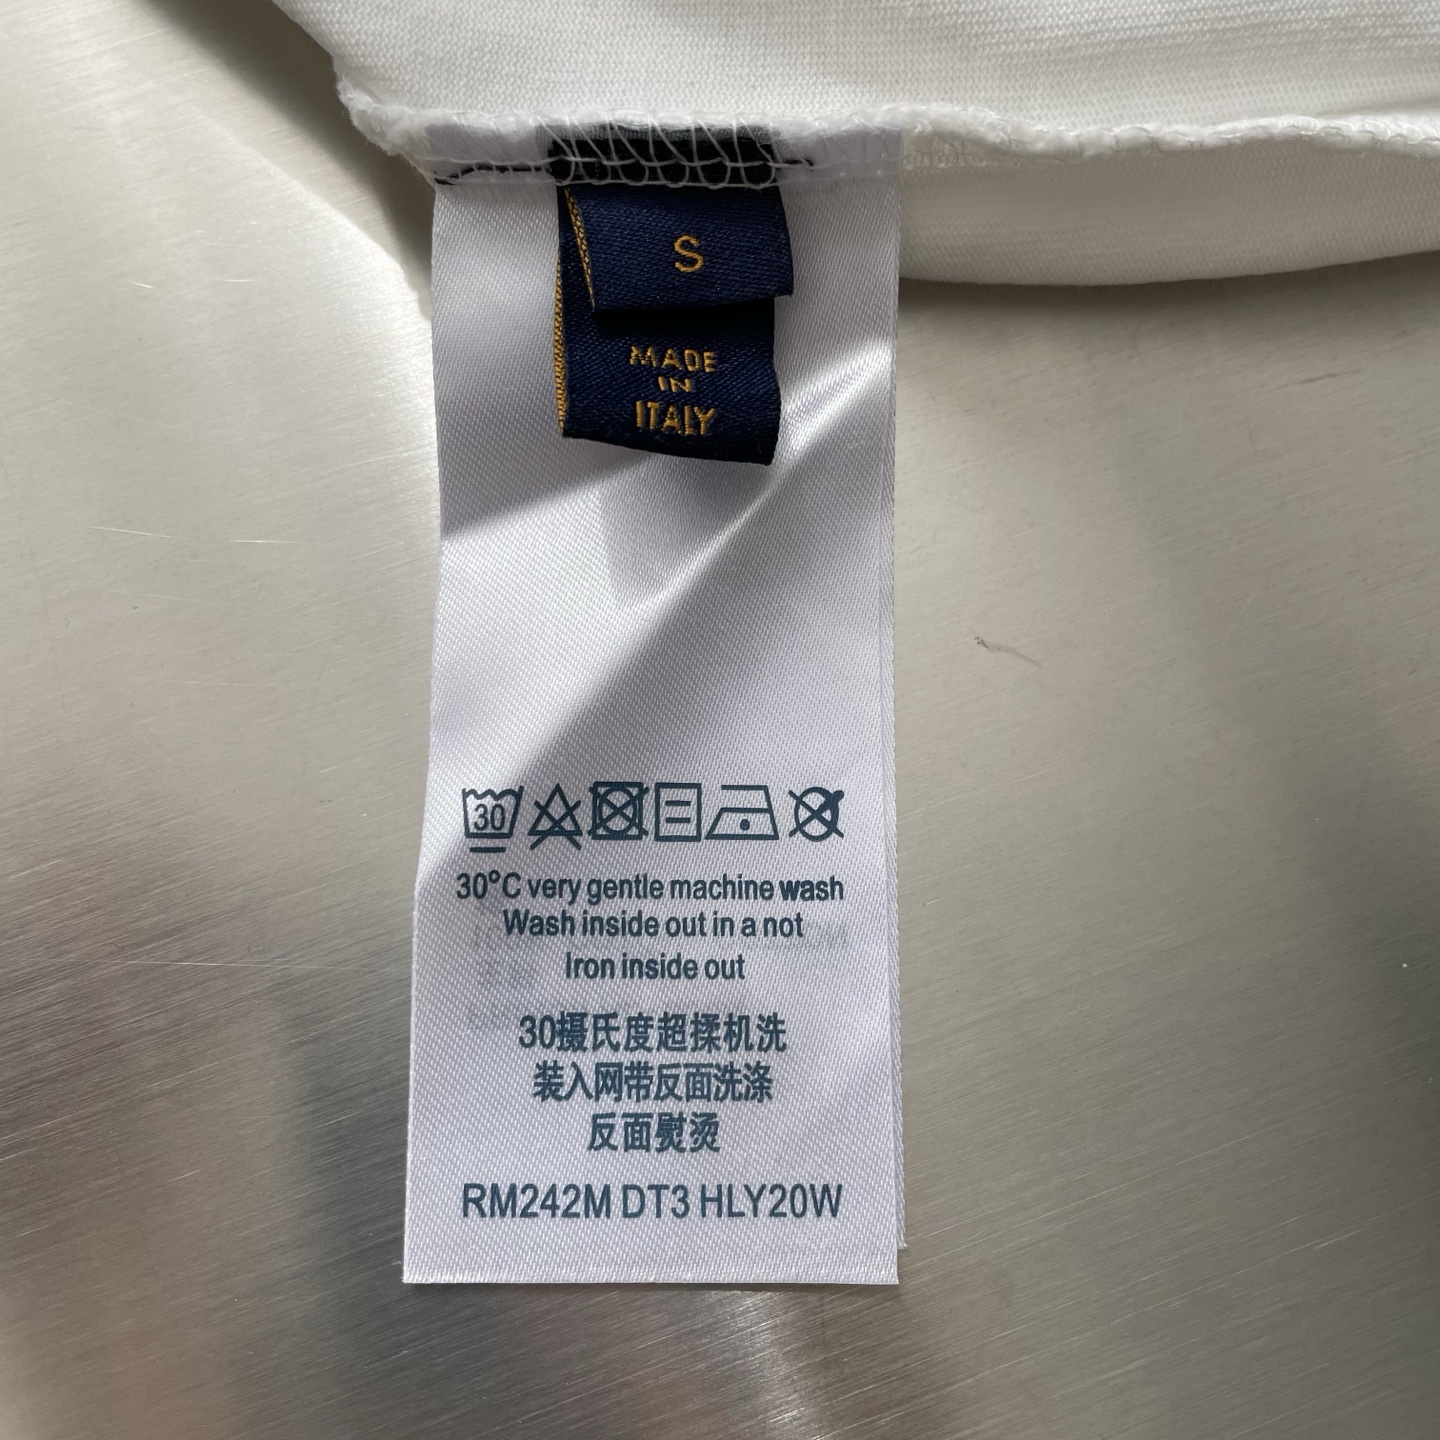 S
MADE
IN
ITALY
30
30°C very gentle machine wash
Wash inside out in a not
Iron inside out
30摄氏度超揉机洗
装入网带反面洗涤
反面熨烫
RM242M DT3 HLY20W